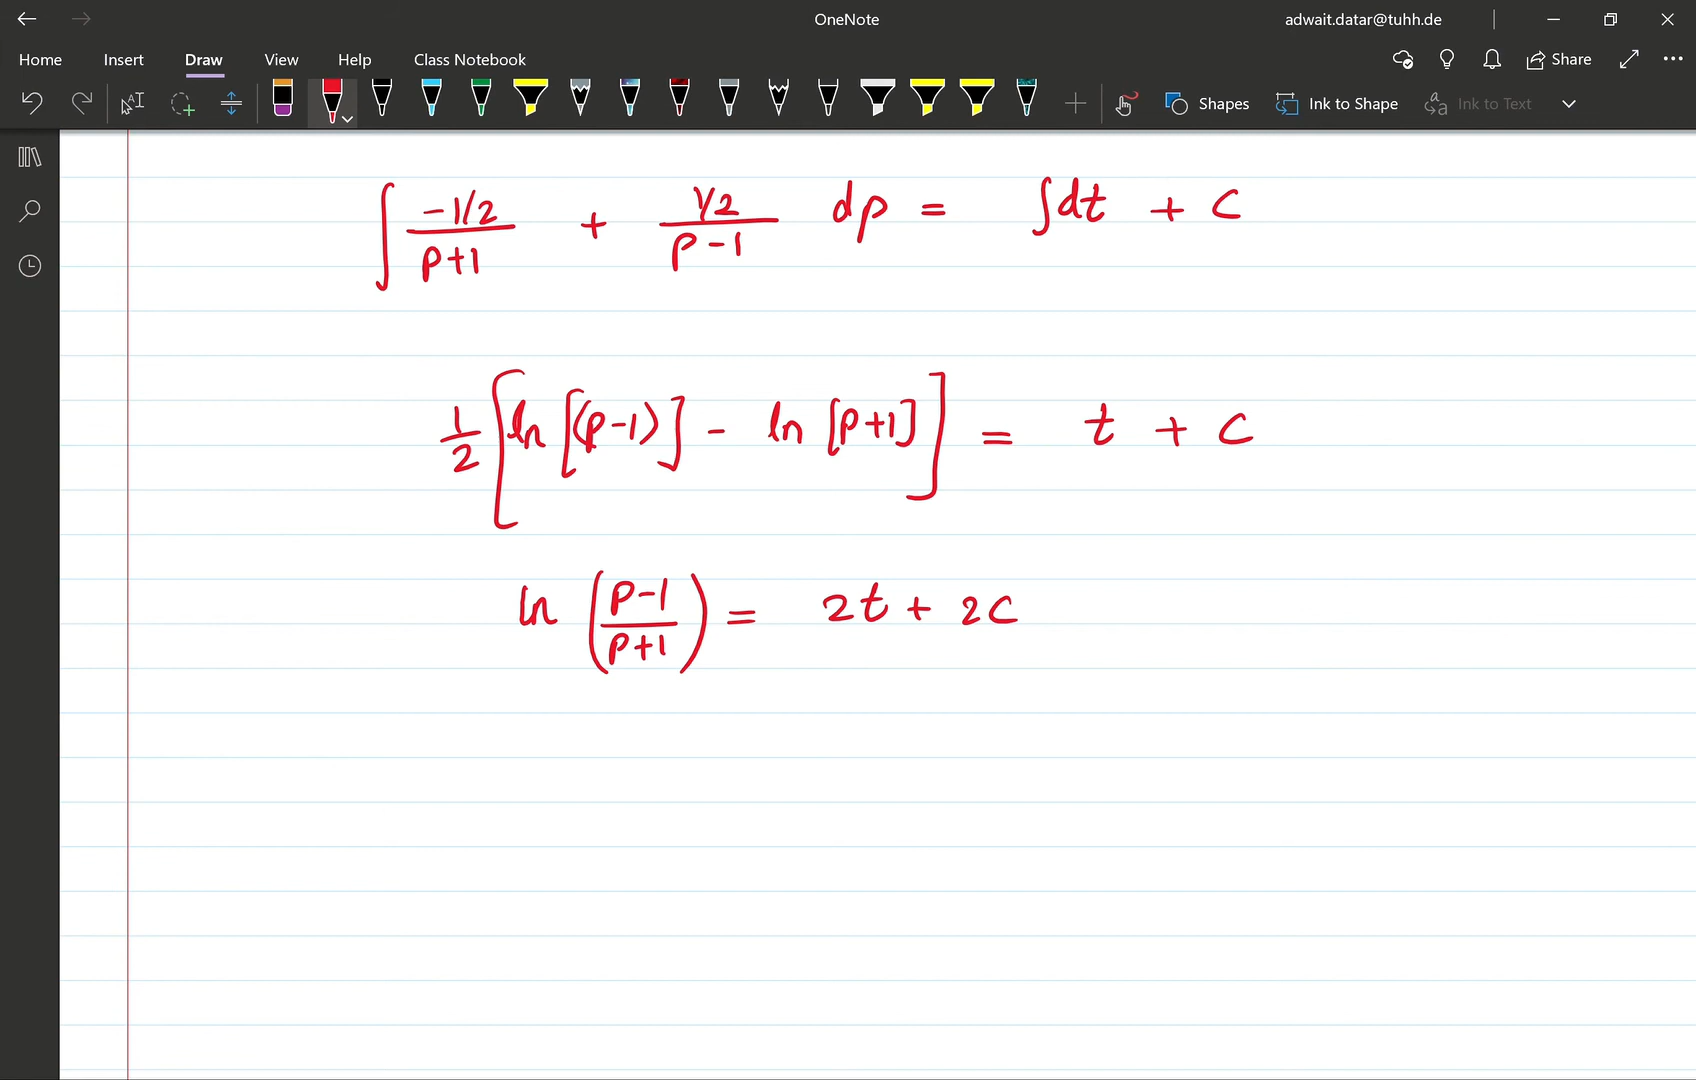 OneNote
adwait.datar@tuhh.de
Home Insert Draw View Help Class Notebook Share
Shapes Ink to Shape Ink to Text
∫ (-1/2)/(p+1) + (1/2)/(p-1) dp = ∫dt + c
1/2 [ln [(p-1)] - ln [p+1]] = t + c
ln ((p-1)/(p+1)) = 2t + 2c